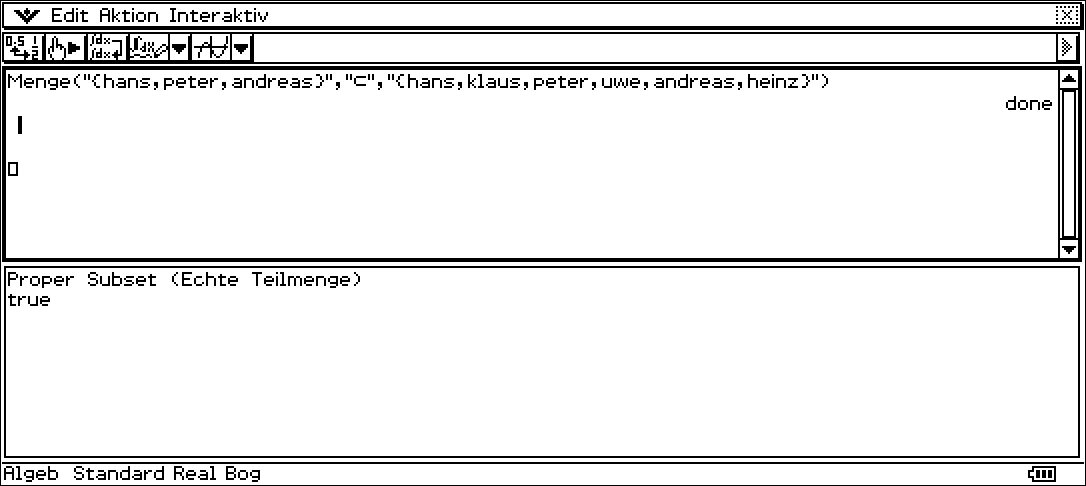 Edit Aktion Interaktiv
Menge("{hans,peter,andreas}","⊂","{hans,klaus,peter,uwe,andreas,heinz}")
done
Proper Subset (Echte Teilmenge)
true
Algeb Standard Real Bog